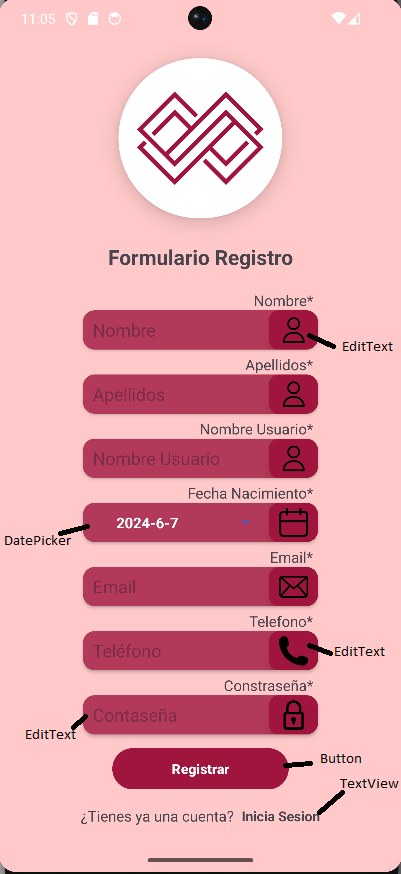 11:05
Formulario Registro
Nombre*
Nombre
EditText
Apellidos*
Apellidos
Nombre Usuario*
Nombre Usuario
Fecha Nacimiento*
2024-6-7
DatePicker
Email*
Email
Telefono*
Teléfono
EditText
Constraseña*
Contaseña
EditText
Registrar
Button
TextView
¿Tienes ya una cuenta? Inicia Sesion